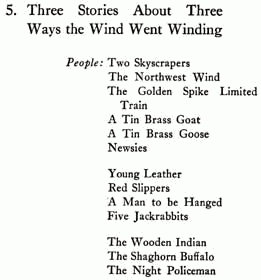 5. Three Stories About Three
Ways the Wind Went Winding
People: Two Skyscrapers
The Northwest Wind
The Golden Spike Limited
Train
A Tin Brass Goat
A Tin Brass Goose
Newsies
Young Leather
Red Slippers
A Man to be Hanged
Five Jackrabbits
The Wooden Indian
The Shaghorn Buffalo
The Night Policeman